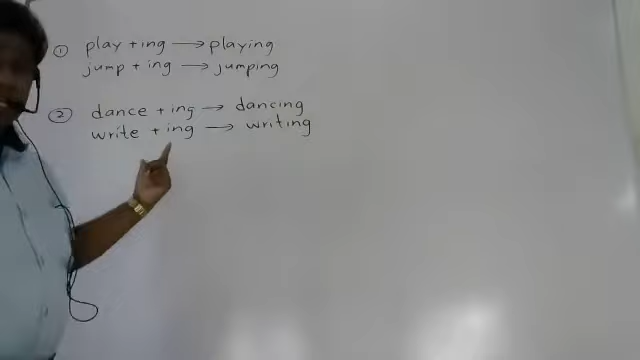 ① play + ing → playing
jump + ing → jumping
② dance + ing → dancing
write + ing → writing